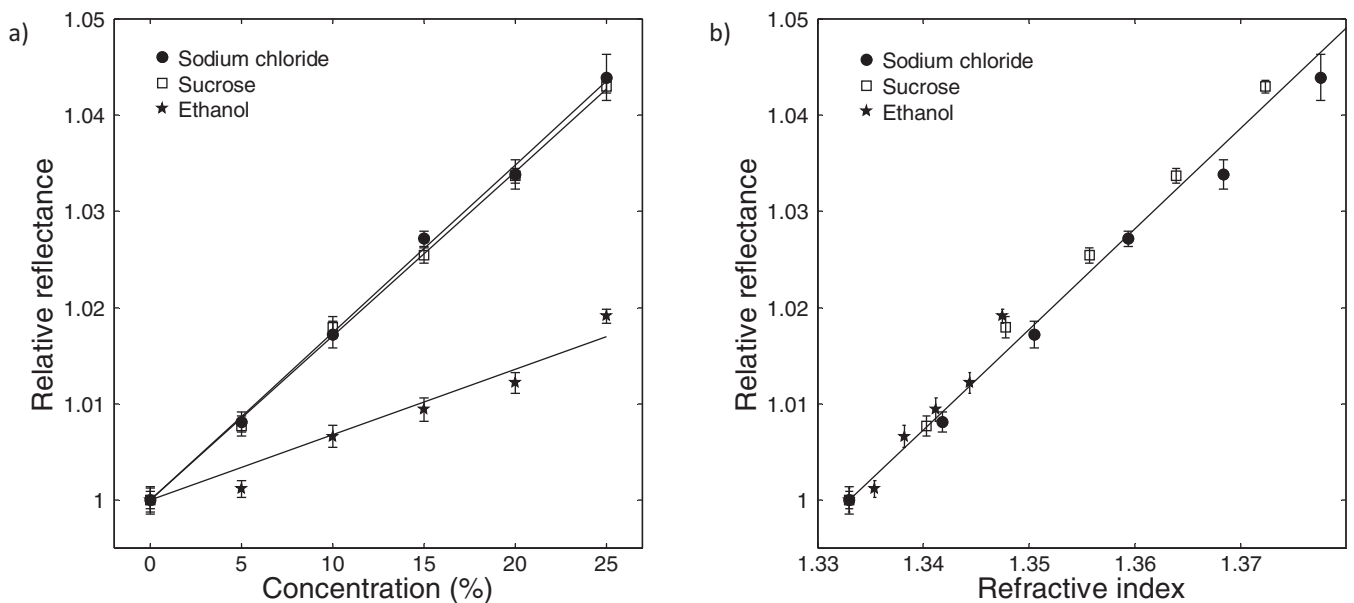 a)
1.05
1.04
1.03
1.02
1.01
1
Relative reflectance
Sodium chloride
Sucrose
Ethanol
0 5 10 15 20 25
Concentration (%)
b)
1.05
1.04
1.03
1.02
1.01
1
Relative reflectance
Sodium chloride
Sucrose
Ethanol
1.33 1.34 1.35 1.36 1.37
Refractive index